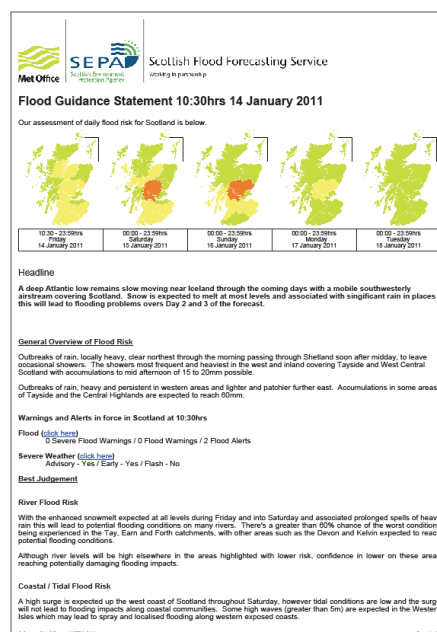 Met Office
SEPA
Scottish Environment
Protection Agency
Scottish Flood Forecasting Service
Working in partnership
Flood Guidance Statement 10:30hrs 14 January 2011
Our assessment of daily flood risk for Scotland is below.
10:30 - 23:59hrs
Friday
14 January 2011
00:00 - 23:59hrs
Saturday
15 January 2011
00:00 - 23:59hrs
Sunday
16 January 2011
00:00 - 23:59hrs
Monday
17 January 2011
00:00 - 23:59hrs
Tuesday
18 January 2011
Headline
A deep Atlantic low remains slow moving near Iceland through the coming days with a mobile southwesterly
airstream covering Scotland. Snow is expected to melt at most levels and associated with singificant rain in places
this will lead to flooding problems overs Day 2 and 3 of the forecast.
General Overview of Flood Risk
Outbreaks of rain, locally heavy, clear northest through the morning passing through Shetland soon after midday, to leave
occasional showers. The showers most frequent and heaviest in the west and inland covering Tayside and West Central
Scotland with accumulations to mid afternoon of 15 to 20mm possible.
Outbreaks of rain, heavy and persistent in western areas and lighter and patchier further east. Accumulations in some areas
of Tayside and the Central Highlands are expected to reach 60mm.
Warnings and Alerts in force in Scotland at 10:30hrs
Flood (click here)
0 Severe Flood Warnings / 0 Flood Warnings / 2 Flood Alerts
Severe Weather (click here)
Advisory - Yes / Early - Yes / Flash - No
Best Judgement
River Flood Risk
With the enhanced snowmelt expected at all levels during Friday and into Saturday and associated prolonged spells of heav
rain this will lead to potential flooding conditions on many rivers. There's a greater than 60% chance of the worst condition
being experienced in the Tay, Earn and Forth catchments, with other areas such as the Devon and Kelvin expected to reac
potential flooding conditions.
Although river levels will be high elsewhere in the areas highlighted with lower risk, confidence in lower on these area
reaching potentially damaging flooding impacts.
Coastal / Tidal Flood Risk
A high surge is expected up the west coast of Scotland throughout Saturday, however tidal conditions are low and the surg
will not lead to flooding impacts along coastal communities. Some high waves (greater than 5m) are expected in the Wester
Isles which may lead to spray and localised flooding along western exposed coasts.